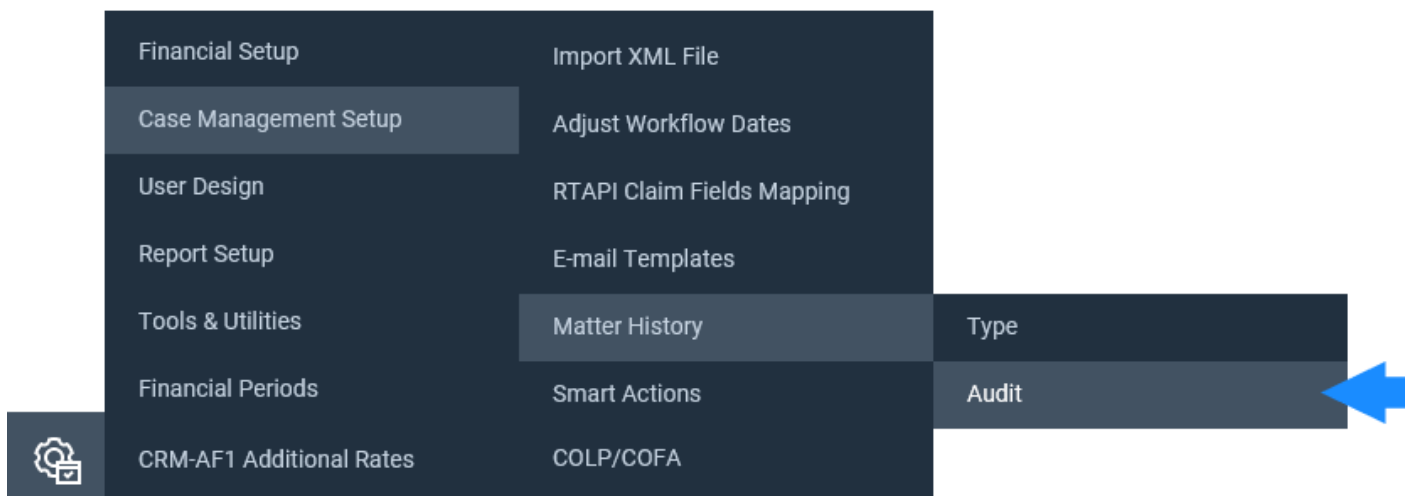 Financial Setup
Case Management Setup
User Design
Report Setup
Tools & Utilities
Financial Periods
CRM-AF1 Additional Rates
Import XML File
Adjust Workflow Dates
RTAPI Claim Fields Mapping
E-mail Templates
Matter History
Smart Actions
COLP/COFA
Type
Audit